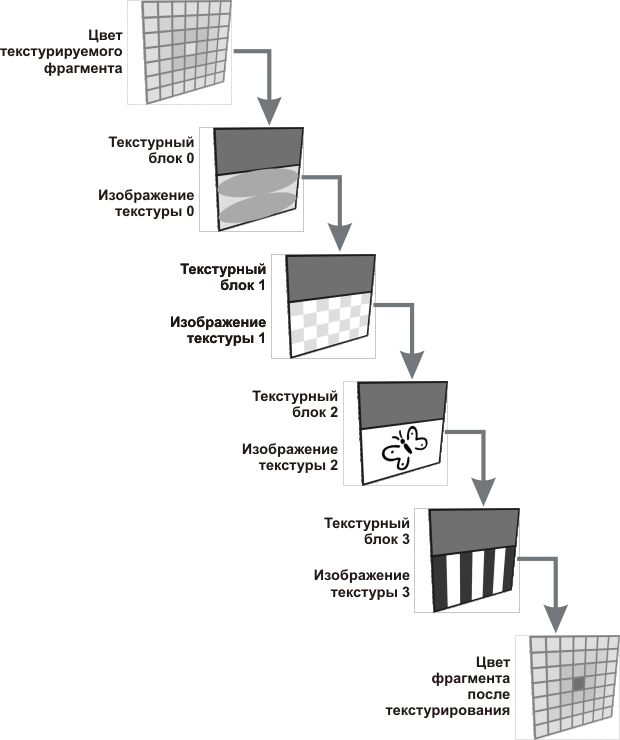 Цвет
текстурируемого
фрагмента
Текстурный
блок 0
Изображение
текстуры 0
Текстурный
блок 1
Изображение
текстуры 1
Текстурный
блок 2
Изображение
текстуры 2
Текстурный
блок 3
Изображение
текстуры 3
Цвет
фрагмента
после
текстурирования